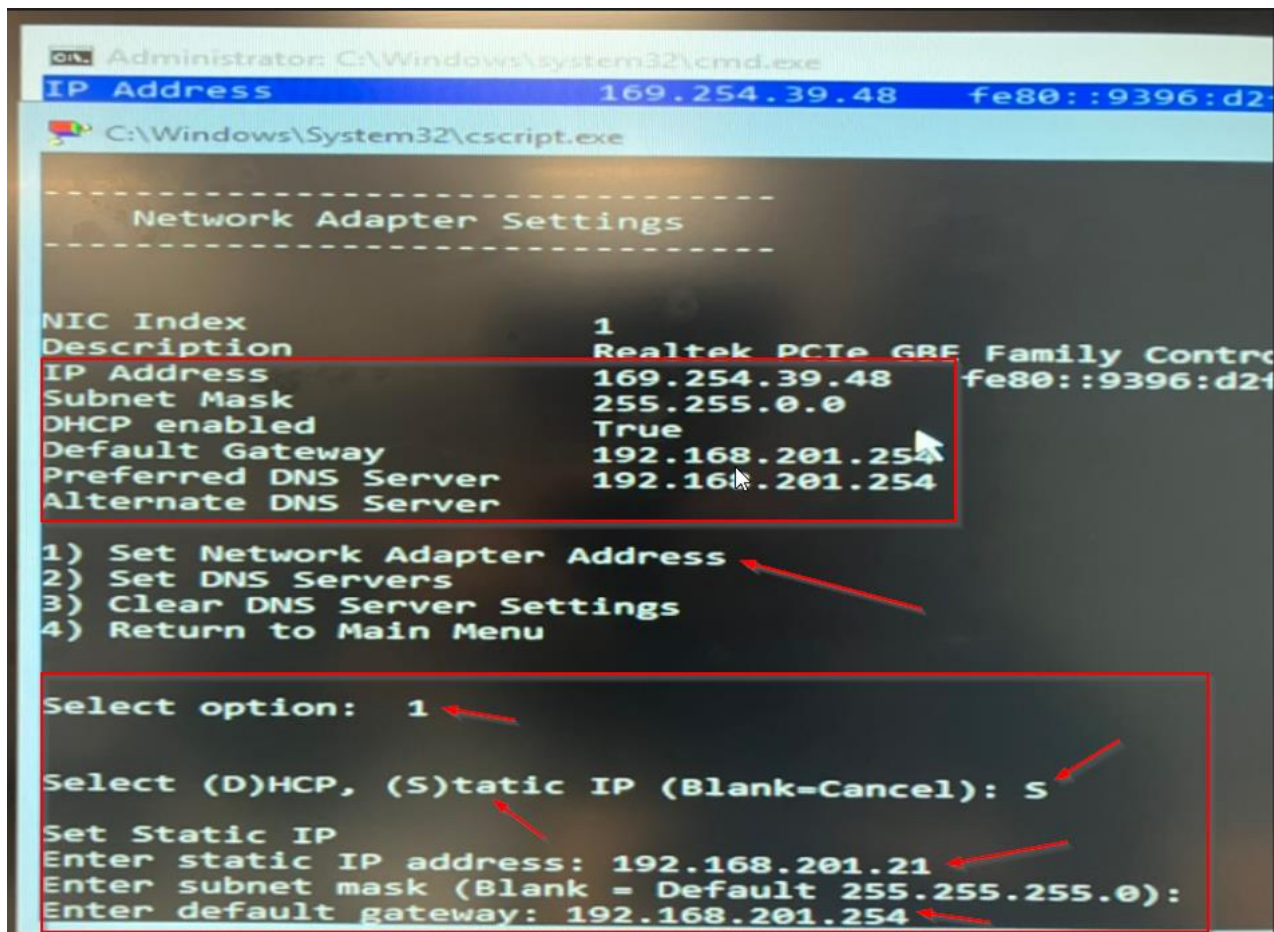 Administrator: C:\Windows\system32\cmd.exe
IP Address 169.254.39.48 fe80::9396:d2
C:\Windows\System32\cscript.exe
--------------------------------
Network Adapter Settings
--------------------------------
NIC Index 1
Description Realtek PCIe GBE Family Contro
IP Address 169.254.39.48 fe80::9396:d2f
Subnet Mask 255.255.0.0
DHCP enabled True
Default Gateway 192.168.201.254
Preferred DNS Server 192.168.201.254
Alternate DNS Server
1) Set Network Adapter Address
2) Set DNS Servers
3) Clear DNS Server Settings
4) Return to Main Menu
Select option: 1
Select (D)HCP, (S)tatic IP (Blank=Cancel): S
Set Static IP
Enter static IP address: 192.168.201.21
Enter subnet mask (Blank = Default 255.255.255.0):
Enter default gateway: 192.168.201.254